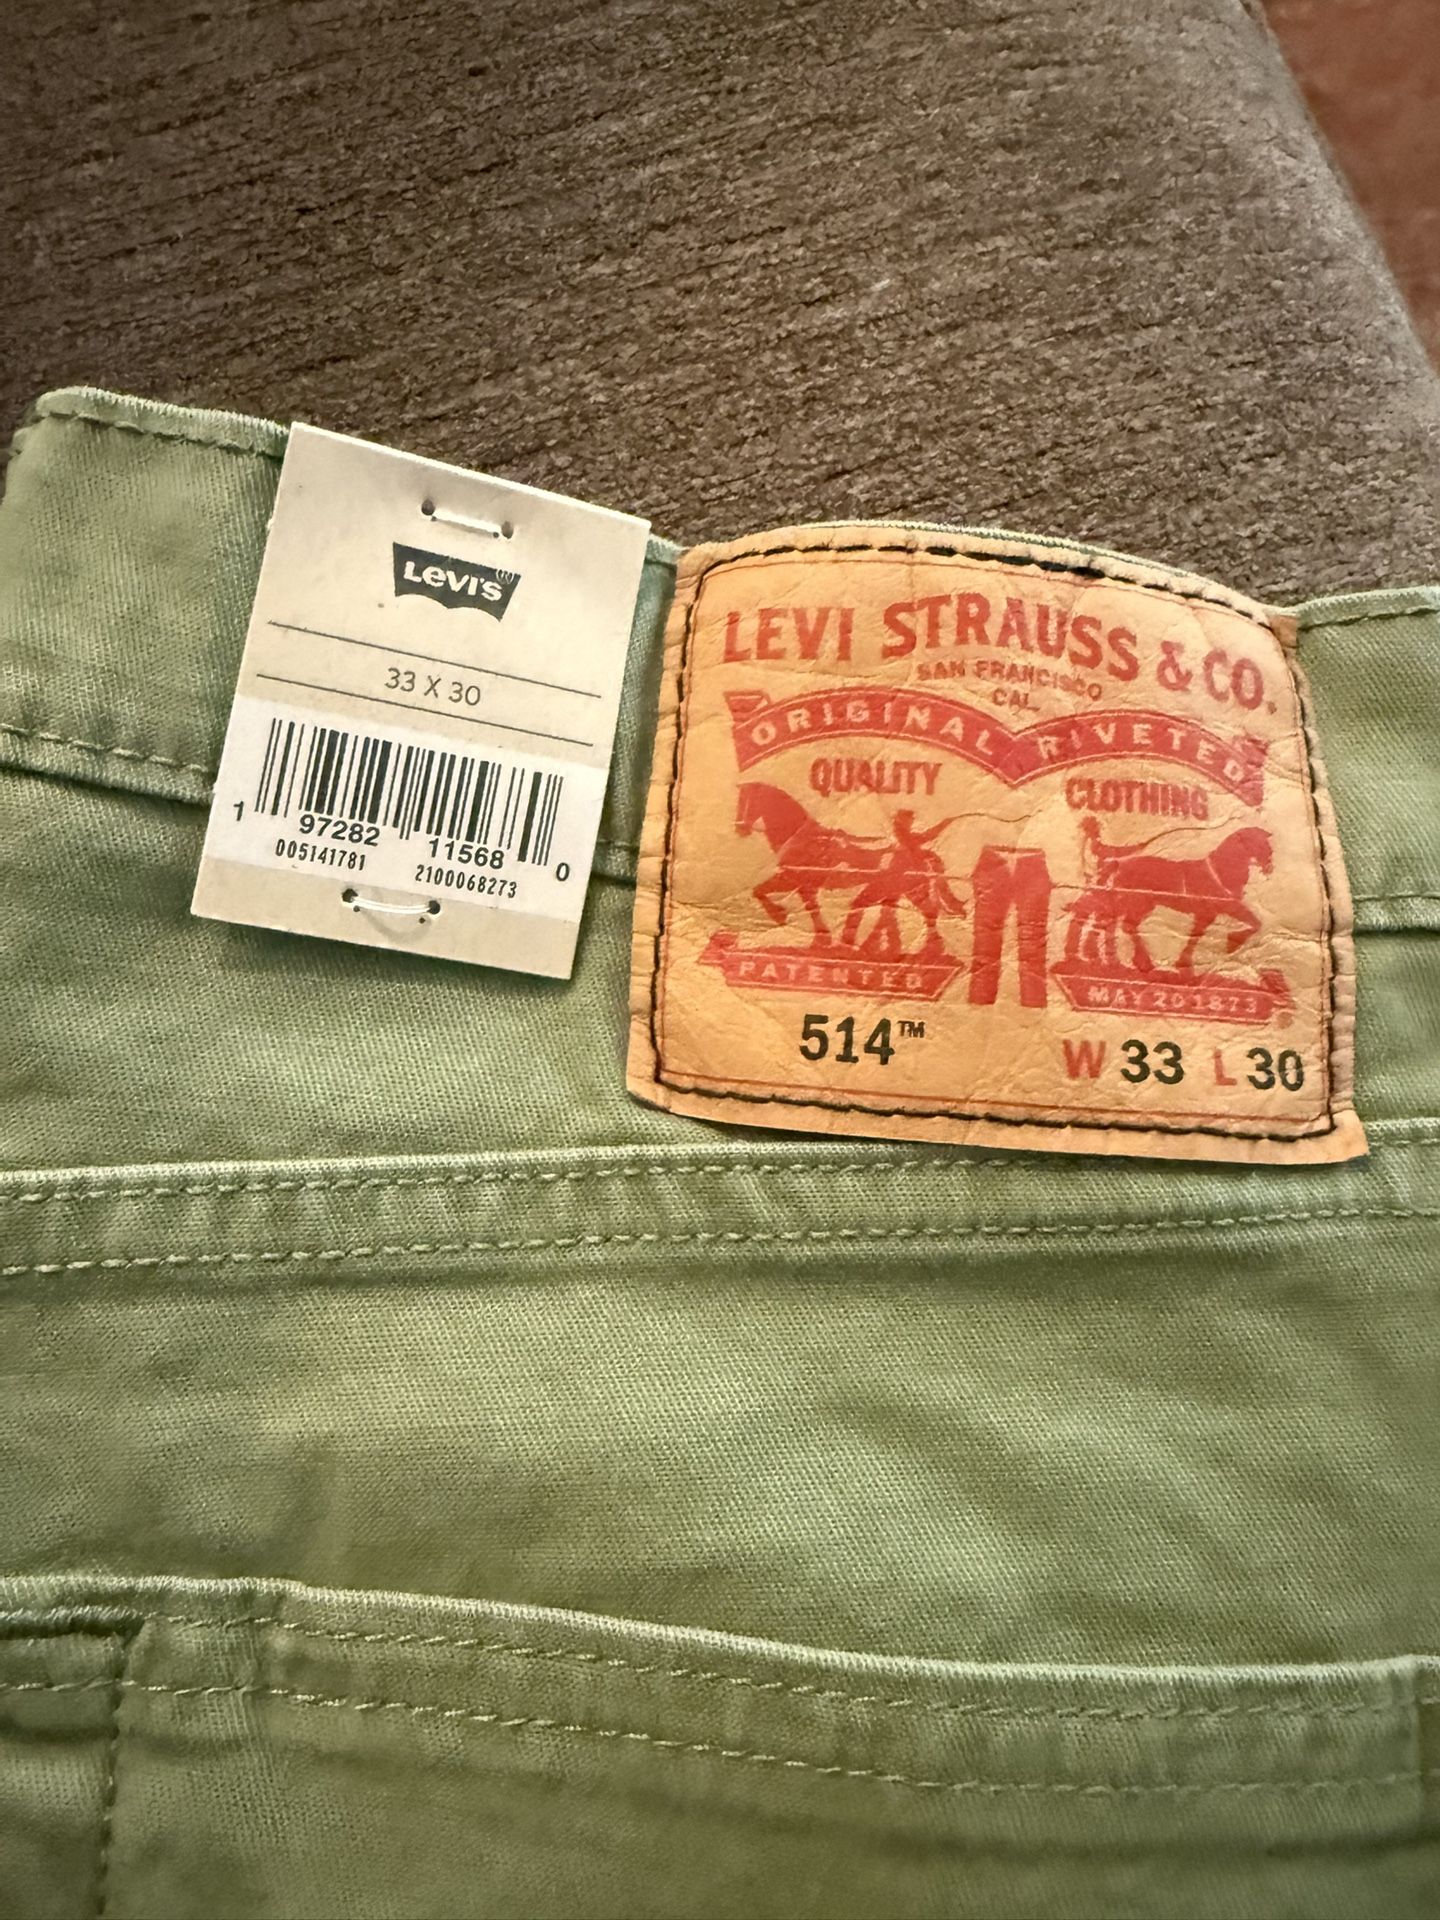 LEVI'S®
33 X 30
1 97282 11568 0
005141781 2100068273
LEVI STRAUSS & CO.
SAN FRANCISCO
CAL.
ORIGINAL RIVETED
QUALITY CLOTHING
PATENTED MAY 20 1873
514™ W 33 L 30